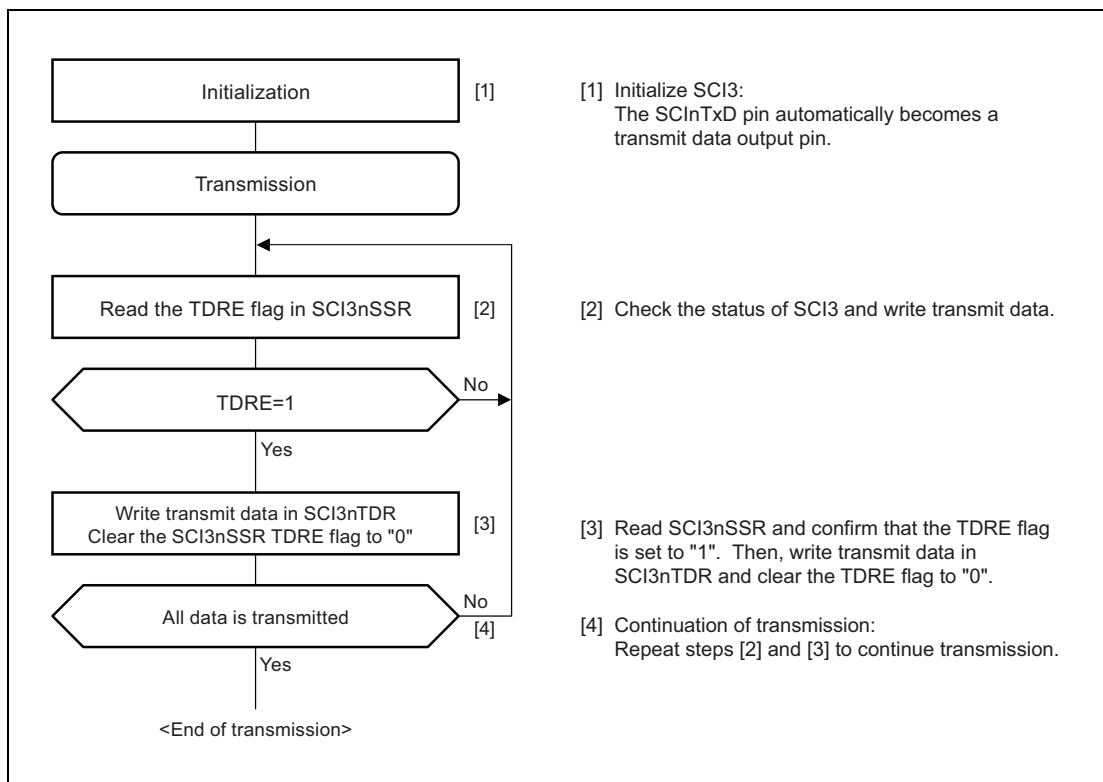 Initialization [1]
[1] Initialize SCI3:
The SCInTxD pin automatically becomes a
transmit data output pin.
Transmission
Read the TDRE flag in SCI3nSSR [2]
[2] Check the status of SCI3 and write transmit data.
TDRE=1
No
Yes
Write transmit data in SCI3nTDR
Clear the SCI3nSSR TDRE flag to "0"
[3]
[3] Read SCI3nSSR and confirm that the TDRE flag
is set to "1". Then, write transmit data in
SCI3nTDR and clear the TDRE flag to "0".
All data is transmitted
No
[4]
[4] Continuation of transmission:
Repeat steps [2] and [3] to continue transmission.
Yes
<End of transmission>